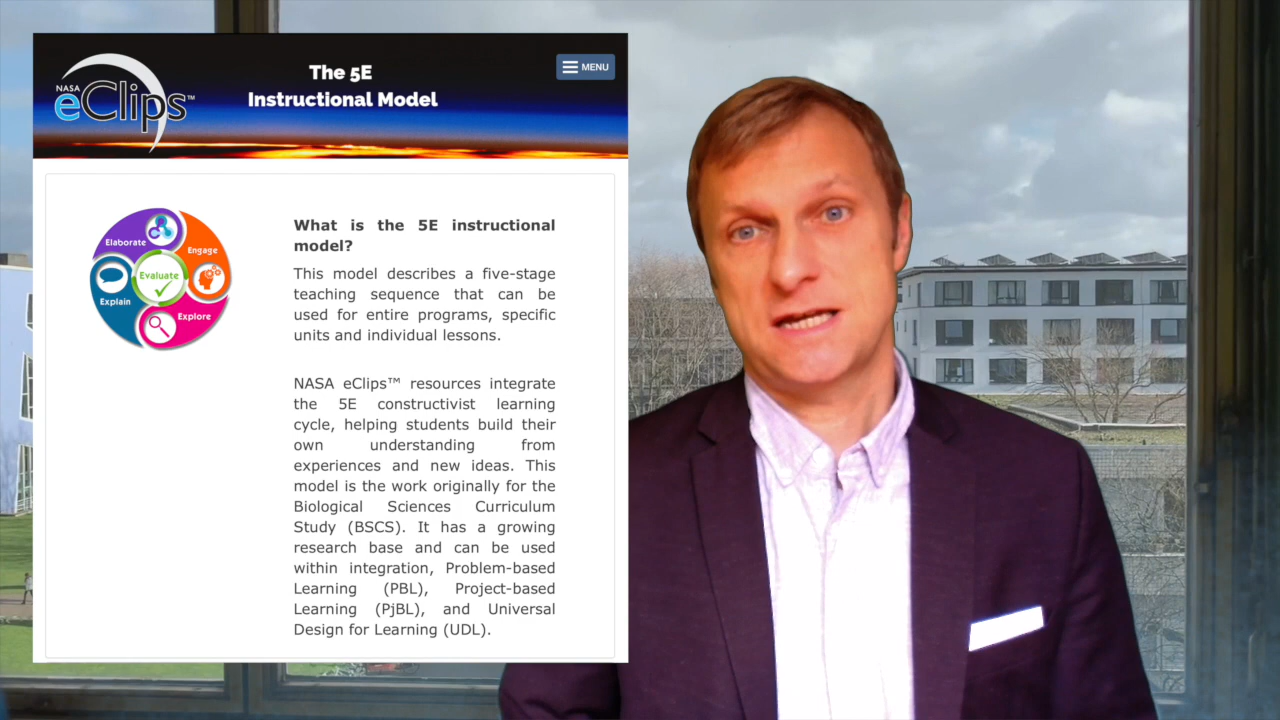 The 5E
Instructional Model
MENU
NASA
eClips™
Elaborate
Engage
Evaluate
Explain
Explore
What is the 5E instructional
model?
This model describes a five-stage
teaching sequence that can be
used for entire programs, specific
units and individual lessons.
NASA eClips™ resources integrate
the 5E constructivist learning
cycle, helping students build their
own understanding from
experiences and new ideas. This
model is the work originally for the
Biological Sciences Curriculum
Study (BSCS). It has a growing
research base and can be used
within integration, Problem-based
Learning (PBL), Project-based
Learning (PjBL), and Universal
Design for Learning (UDL).